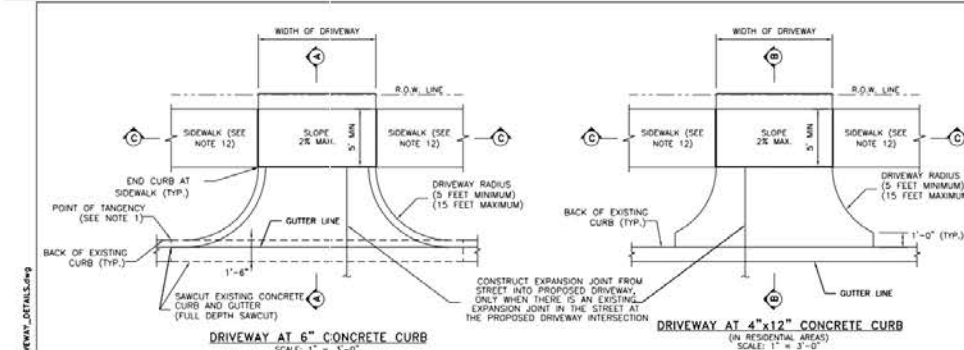 WIDTH OF DRIVEWAY
A
R.O.W. LINE
C
SIDEWALK (SEE
NOTE 12)
SLOPE
2% MAX.
5' MIN
SIDEWALK (SEE
NOTE 12)
C
END CURB AT
SIDEWALK (TYP.)
DRIVEWAY RADIUS
(5 FEET MINIMUM)
(15 FEET MAXIMUM)
POINT OF TANGENCY
(SEE NOTE 1)
GUTTER LINE
BACK OF EXISTING
CURB (TYP.)
1'-6"
SAWCUT EXISTING CONCRETE
CURB AND GUTTER
(FULL DEPTH SAWCUT)
A
CONSTRUCT EXPANSION JOINT FROM
STREET INTO PROPOSED DRIVEWAY,
ONLY WHEN THERE IS AN EXISTING
EXPANSION JOINT IN THE STREET AT
THE PROPOSED DRIVEWAY INTERSECTION
DRIVEWAY AT 6" CONCRETE CURB
SCALE: 1" = 3'-0"
WIDTH OF DRIVEWAY
B
R.O.W. LINE
C
SIDEWALK (SEE
NOTE 12)
SLOPE
2% MAX.
5' MIN
SIDEWALK (SEE
NOTE 12)
C
DRIVEWAY RADIUS
(5 FEET MINIMUM)
(15 FEET MAXIMUM)
BACK OF EXISTING
CURB (TYP.)
1'-0" (TYP.)
B
GUTTER LINE
DRIVEWAY AT 4"x12" CONCRETE CURB
(IN RESIDENTIAL AREAS)
SCALE: 1" = 3'-0"
VEWAY_DETAILS.dwg